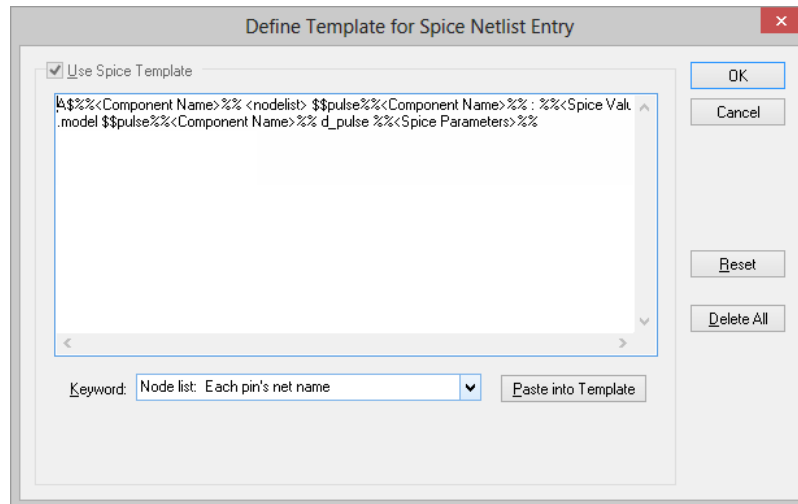 Define Template for Spice Netlist Entry
Use Spice Template
A$%%<Component Name>%% <nodelist> $$pulse%%<Component Name>%% : %%<Spice Valu
.model $$pulse%%<Component Name>%% d_pulse %%<Spice Parameters>%%
OK
Cancel
Reset
Delete All
Keyword: Node list: Each pin's net name
Paste into Template